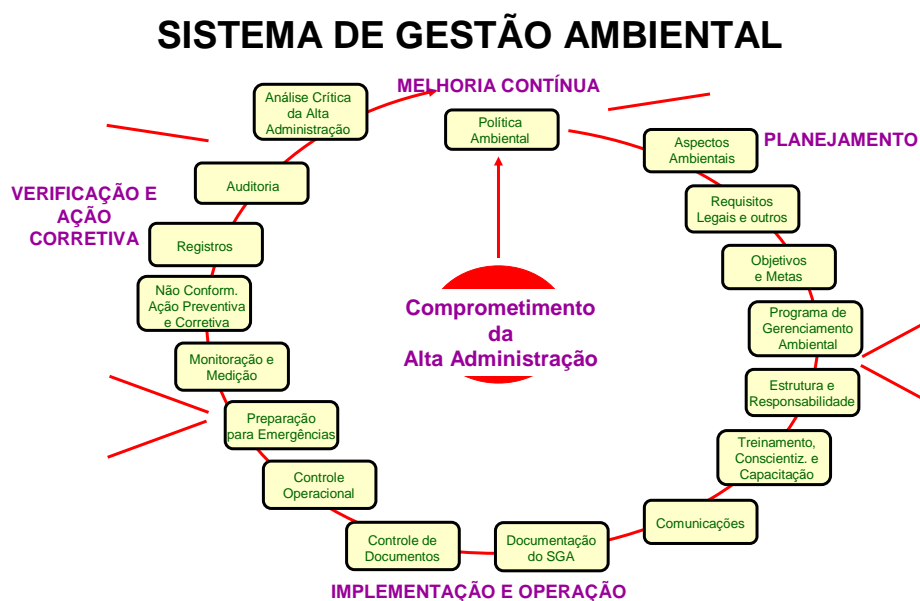 SISTEMA DE GESTÃO AMBIENTAL
MELHORIA CONTÍNUA
Política
Ambiental
PLANEJAMENTO
Aspectos
Ambientais
Requisitos
Legais e outros
Objetivos
e Metas
Programa de
Gerenciamento
Ambiental
Estrutura e
Responsabilidade
Treinamento,
Conscientiz. e
Capacitação
Comunicações
Documentação
do SGA
IMPLEMENTAÇÃO E OPERAÇÃO
Controle de
Documentos
Controle
Operacional
Preparação
para Emergências
Monitoração e
Medição
Não Conform.
Ação Preventiva
e Corretiva
Registros
VERIFICAÇÃO E
AÇÃO
CORRETIVA
Auditoria
Análise Crítica
da Alta
Administração
Comprometimento
da
Alta Administração